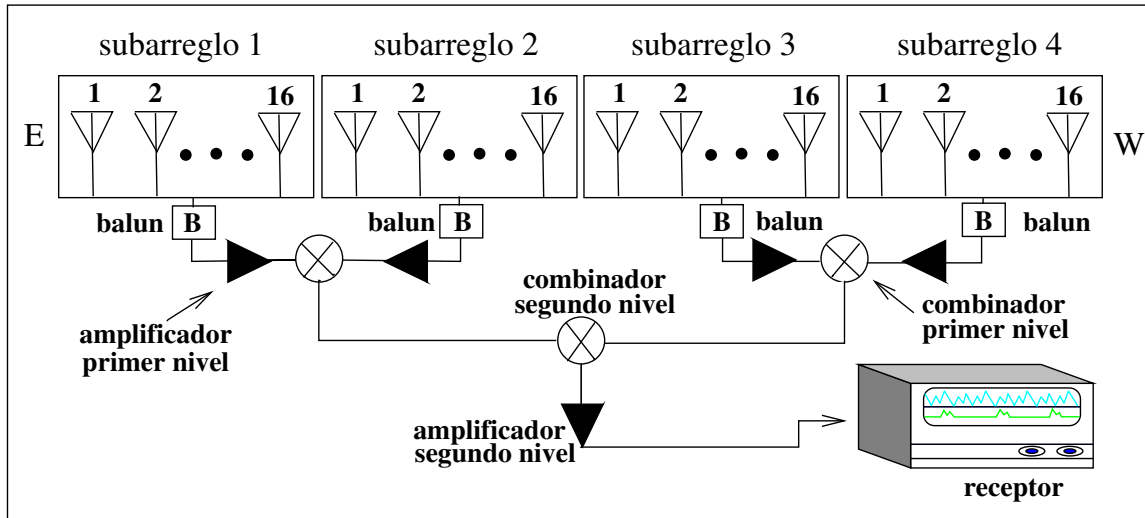 subarreglo 1 subarreglo 2 subarreglo 3 subarreglo 4
1 2 16 1 2 16 1 2 16 1 2 16
E W
balun B balun B B balun B balun
combinador
segundo nivel
amplificador
primer nivel
combinador
primer nivel
amplificador
segundo nivel
receptor